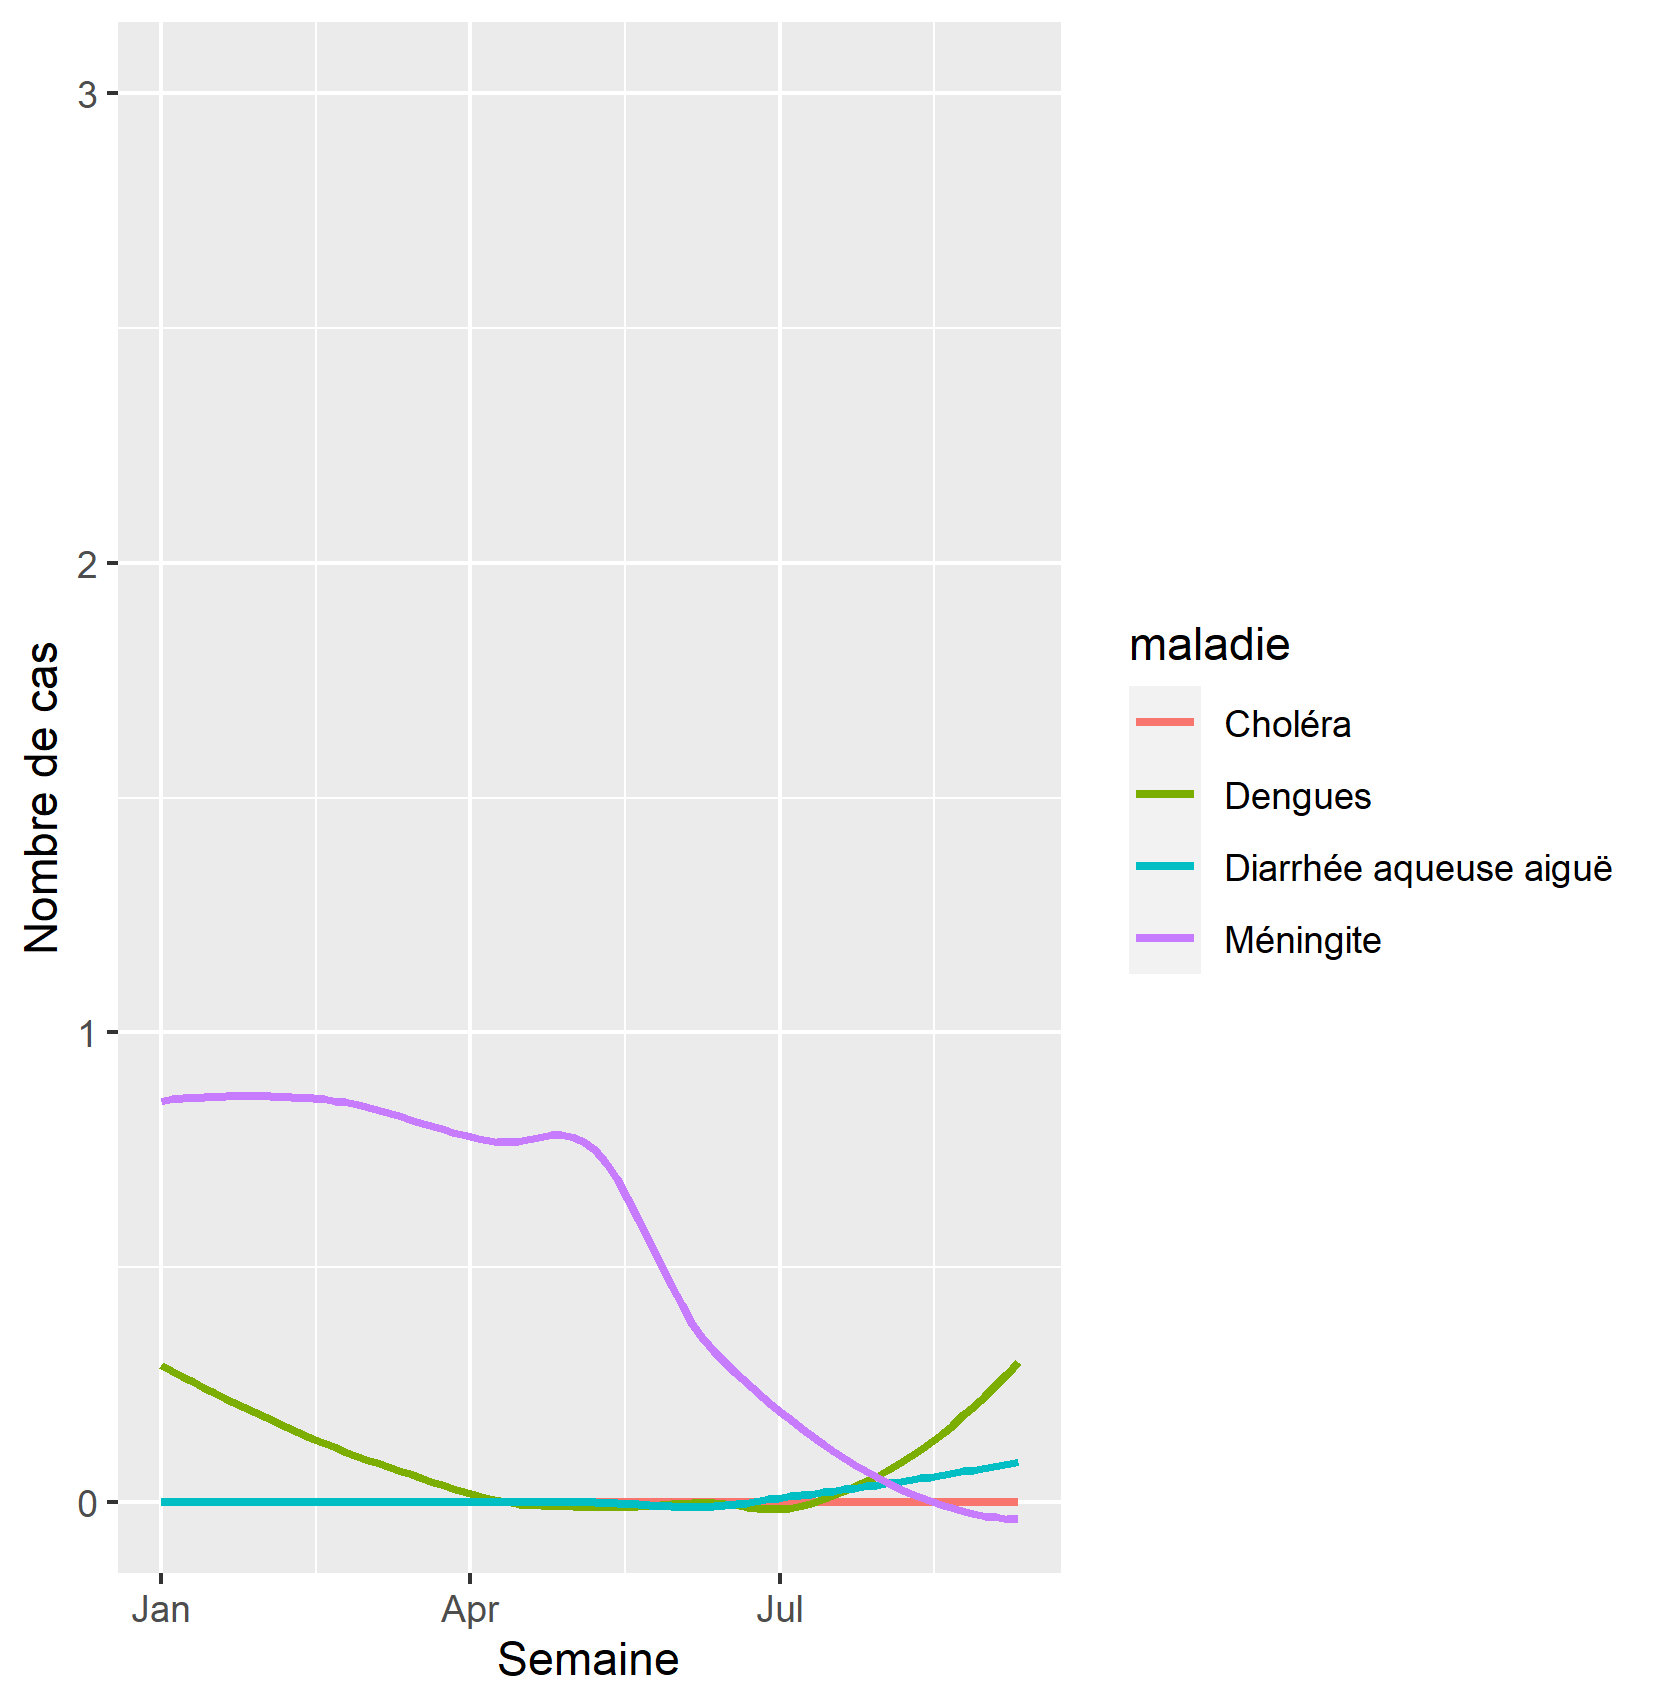 3
2
1
0
Nombre de cas
Jan
Apr
Jul
Semaine
maladie
Choléra
Dengues
Diarrhée aqueuse aiguë
Méningite